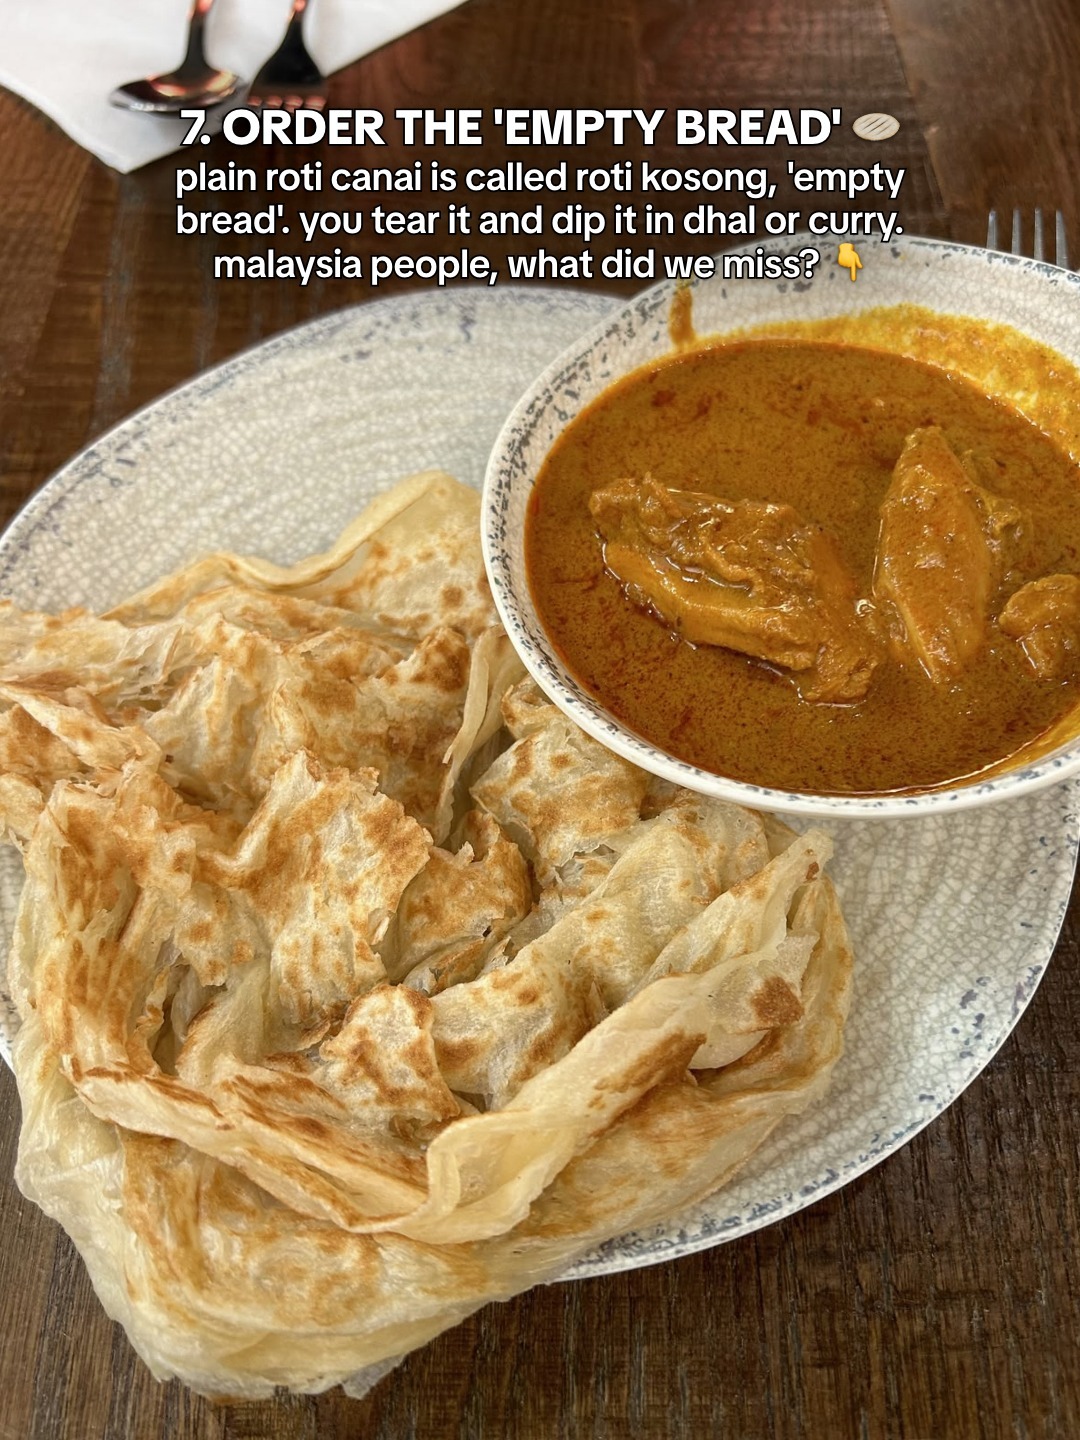 7. ORDER THE 'EMPTY BREAD' 🫓
plain roti canai is called roti kosong, 'empty
bread'. you tear it and dip it in dhal or curry.
malaysia people, what did we miss? 👇